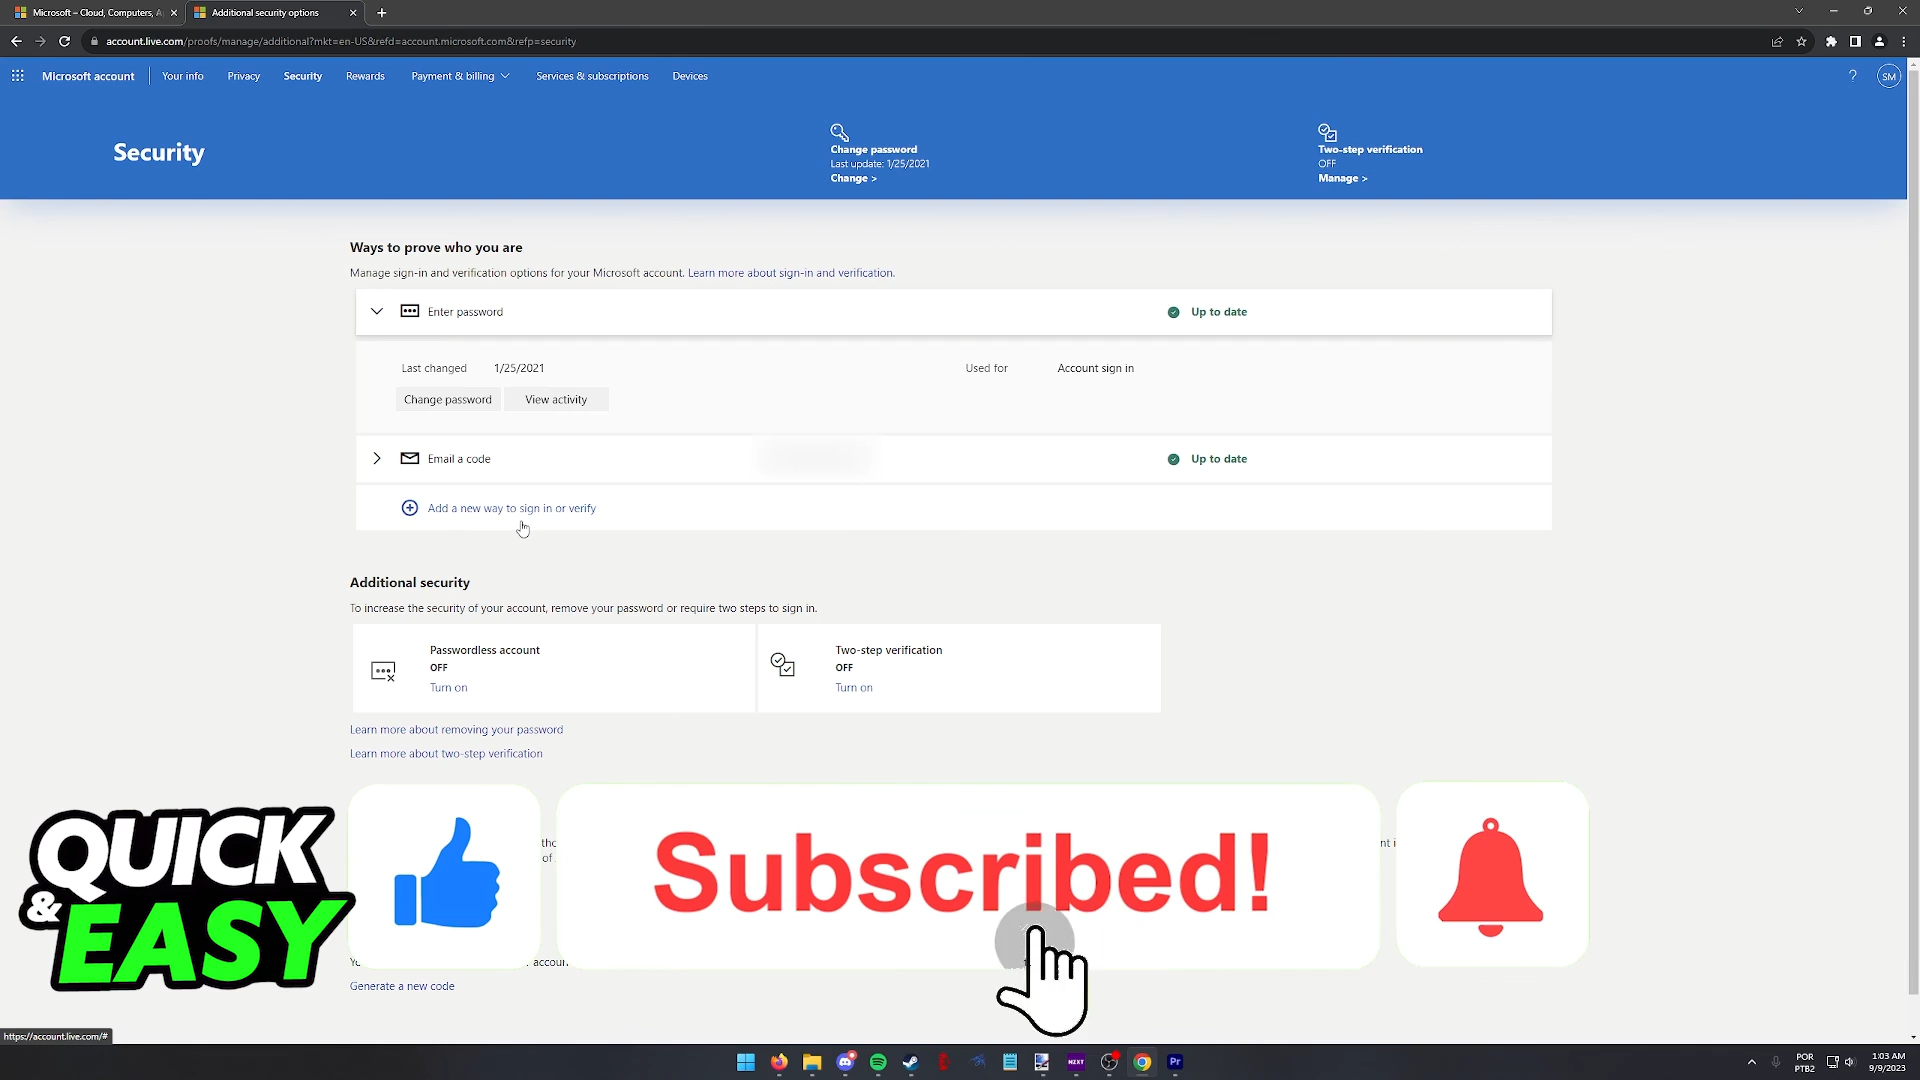 Microsoft – Cloud, Computers, A
Additional security options
account.live.com/proofs/manage/additional?mkt=en-US&refd=account.microsoft.com&refp=security
Microsoft account
Your info
Privacy
Security
Rewards
Payment & billing
Services & subscriptions
Devices
?
SM
Security
Change password
Last update: 1/25/2021
Change >
Two-step verification
OFF
Manage >
Ways to prove who you are
Manage sign-in and verification options for your Microsoft account. Learn more about sign-in and verification.
Enter password
Up to date
Last changed 1/25/2021
Used for Account sign in
Change password
View activity
Email a code
Up to date
Add a new way to sign in or verify
Additional security
To increase the security of your account, remove your password or require two steps to sign in.
Passwordless account
OFF
Turn on
Two-step verification
OFF
Turn on
Learn more about removing your password
Learn more about two-step verification
QUICK
& EASY
Subscribed!
accoun
Generate a new code
https://account.live.com/#
NZXT
Pr
POR
PTB2
1:03 AM
9/9/2023